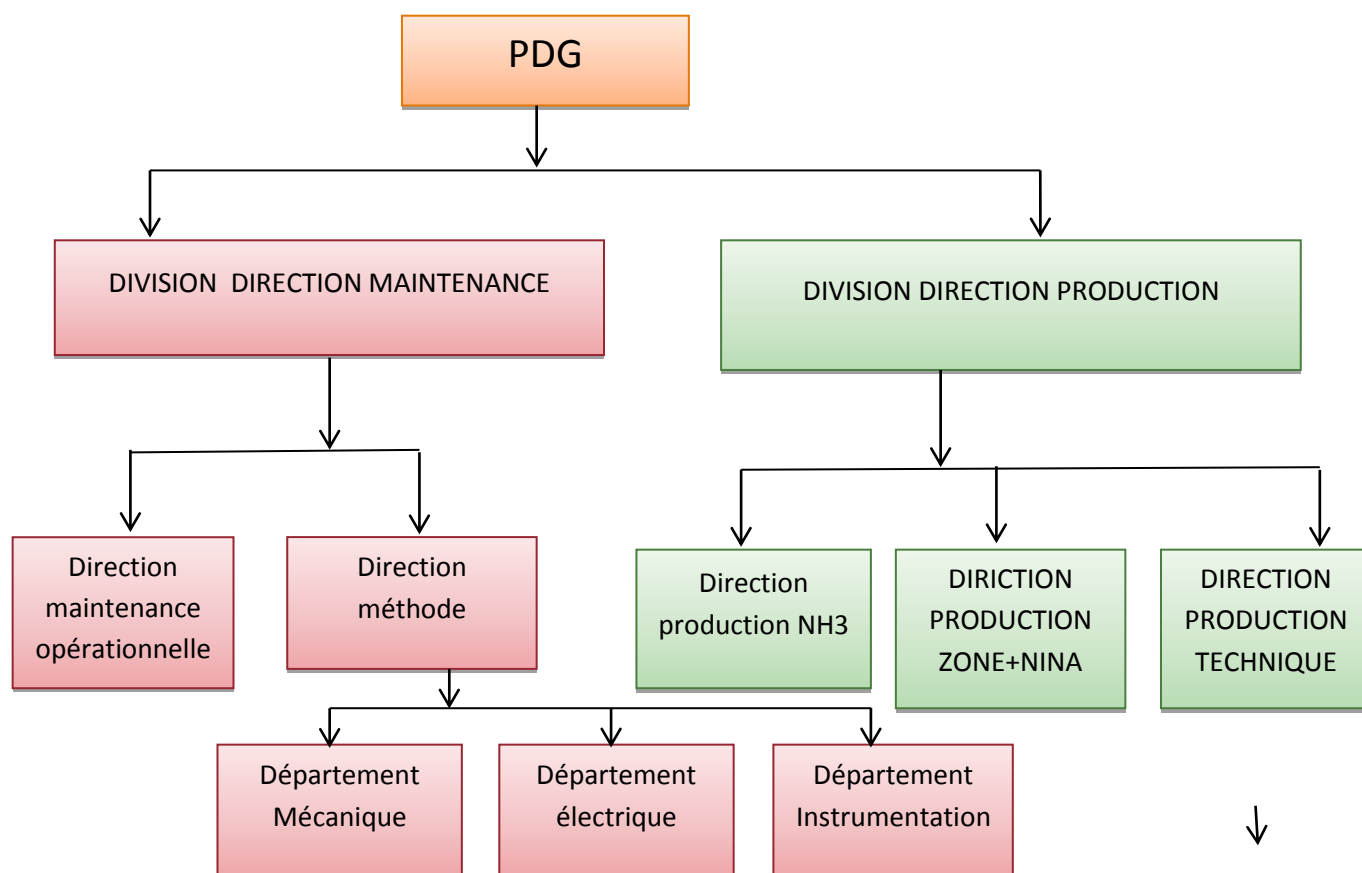 PDG
DIVISION DIRECTION MAINTENANCE
DIVISION DIRECTION PRODUCTION
Direction
maintenance
opérationnelle
Direction
méthode
Direction
production NH3
DIRICTION
PRODUCTION
ZONE+NINA
DIRECTION
PRODUCTION
TECHNIQUE
Département
Mécanique
Département
électrique
Département
Instrumentation